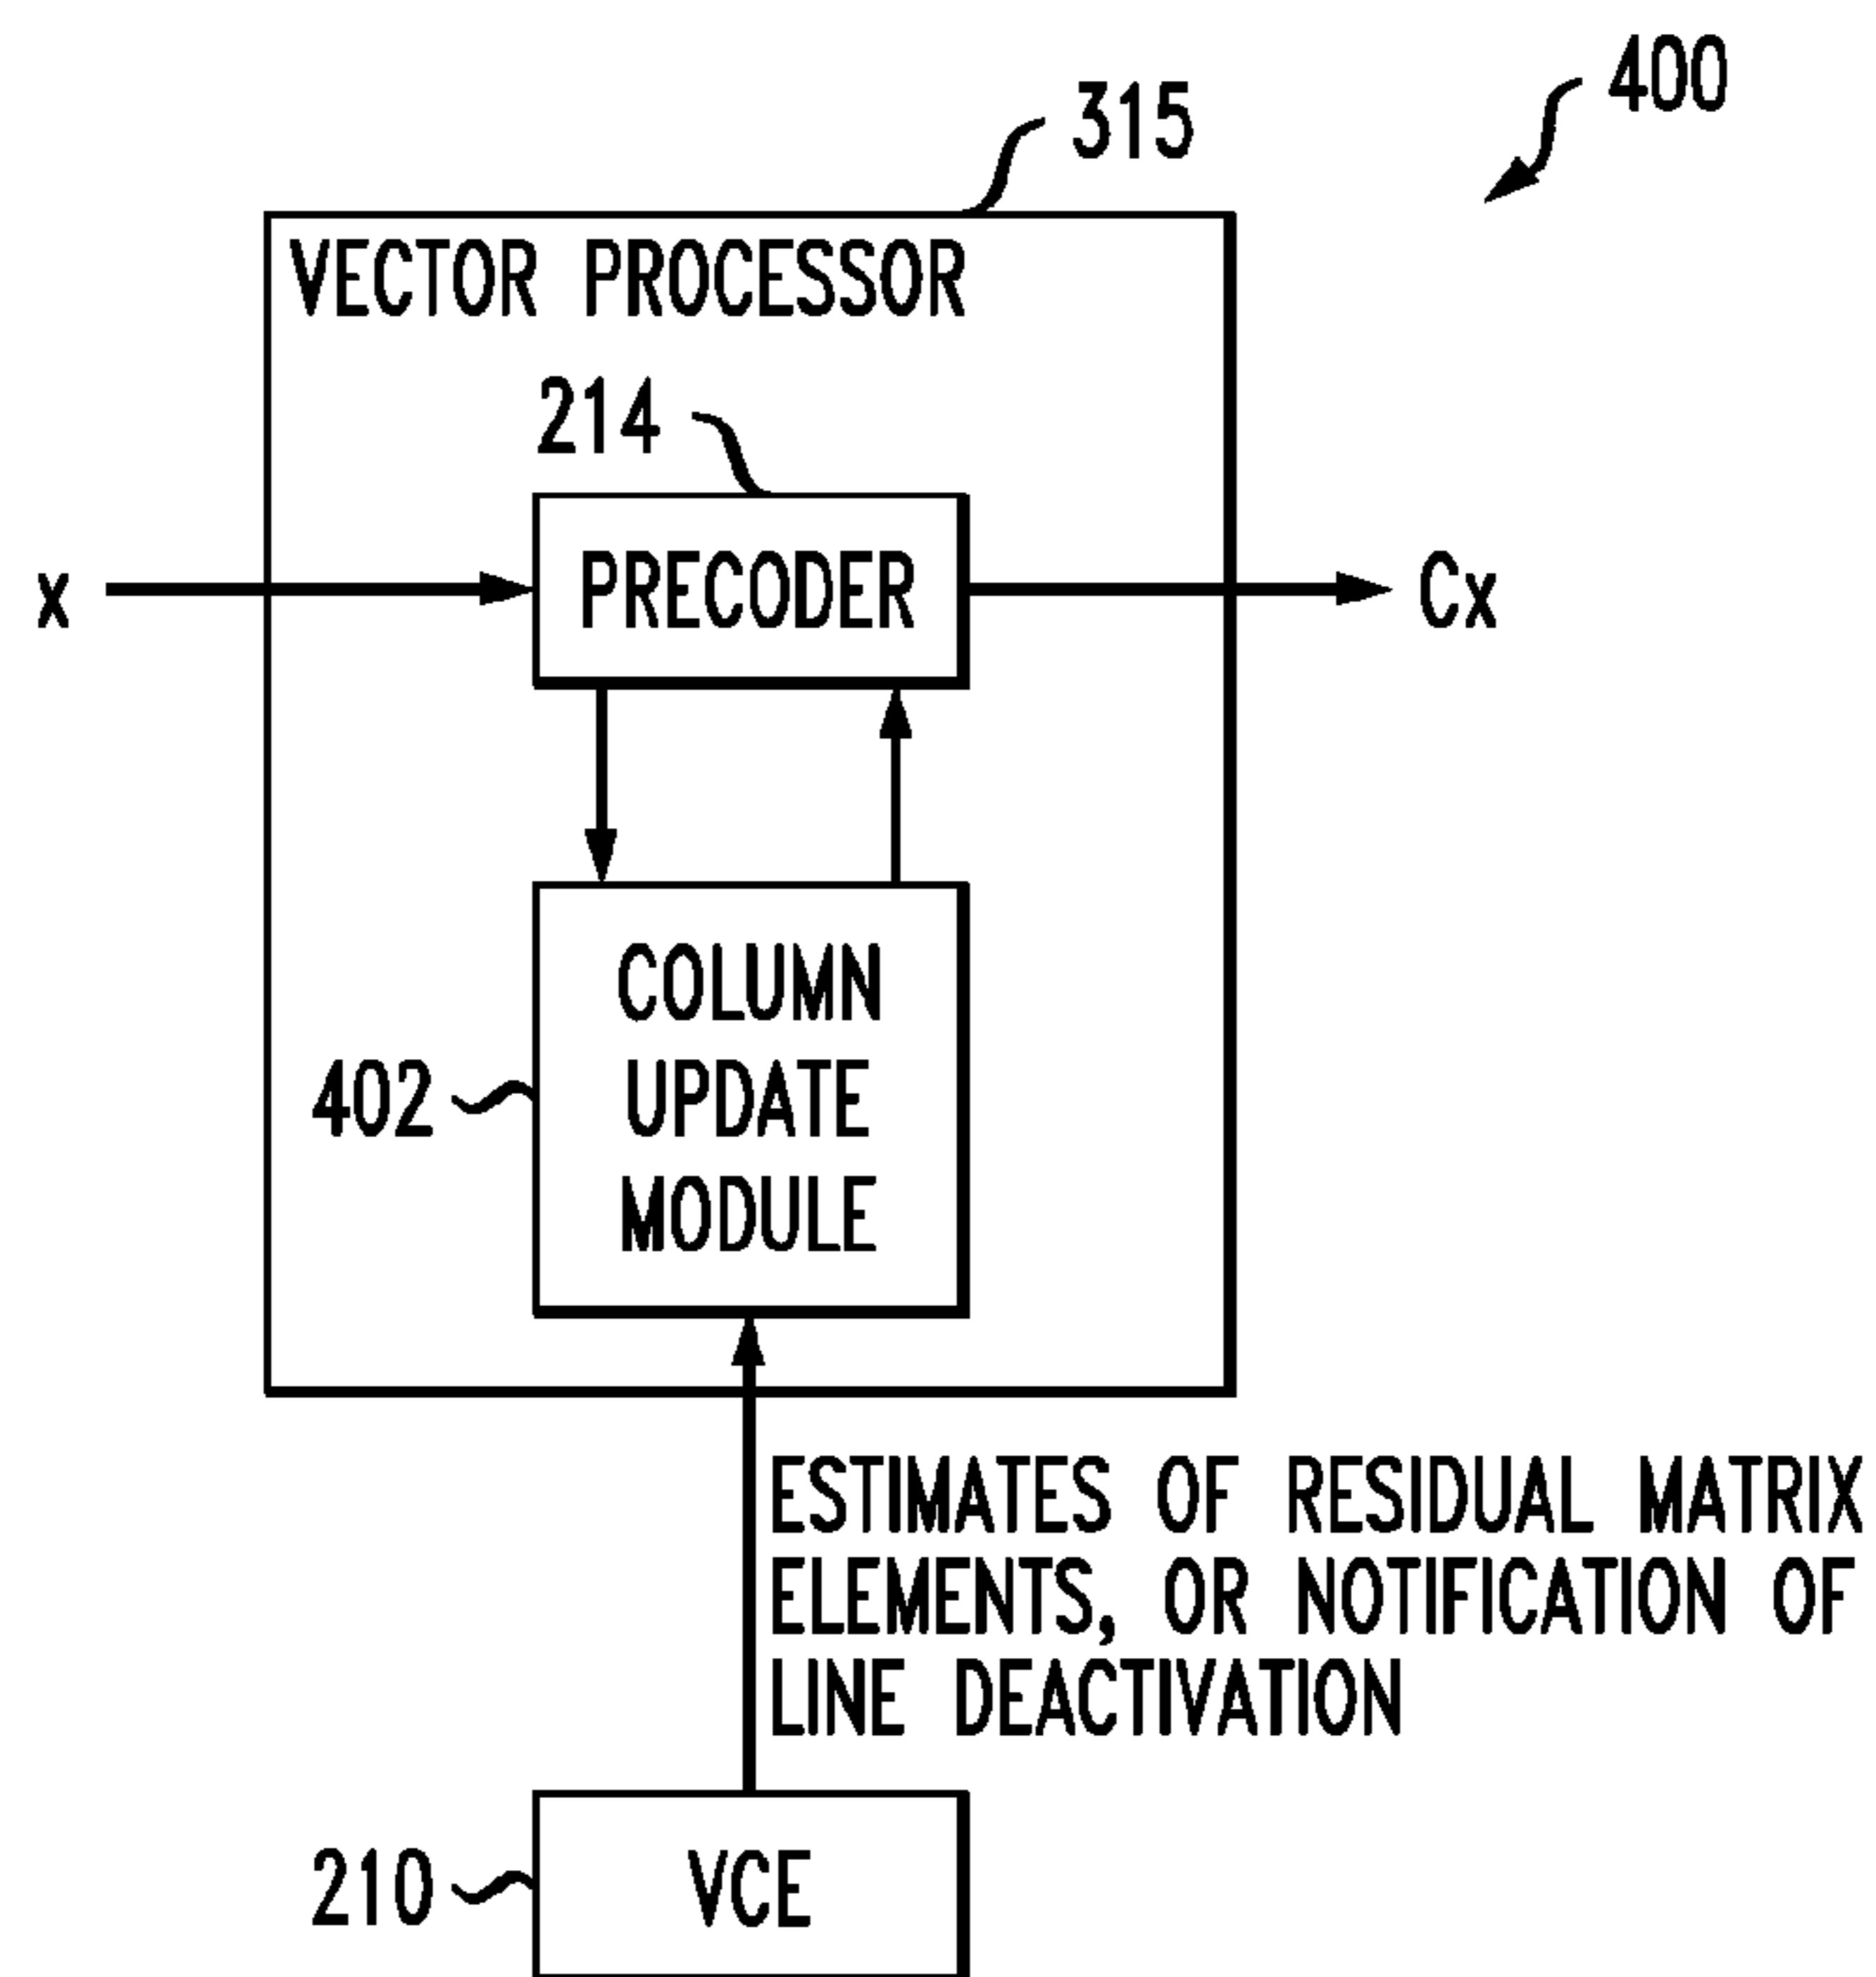 400
315
VECTOR PROCESSOR
214
x
PRECODER
Cx
COLUMN
UPDATE
MODULE
402
ESTIMATES OF RESIDUAL MATRIX
ELEMENTS, OR NOTIFICATION OF
LINE DEACTIVATION
210
VCE